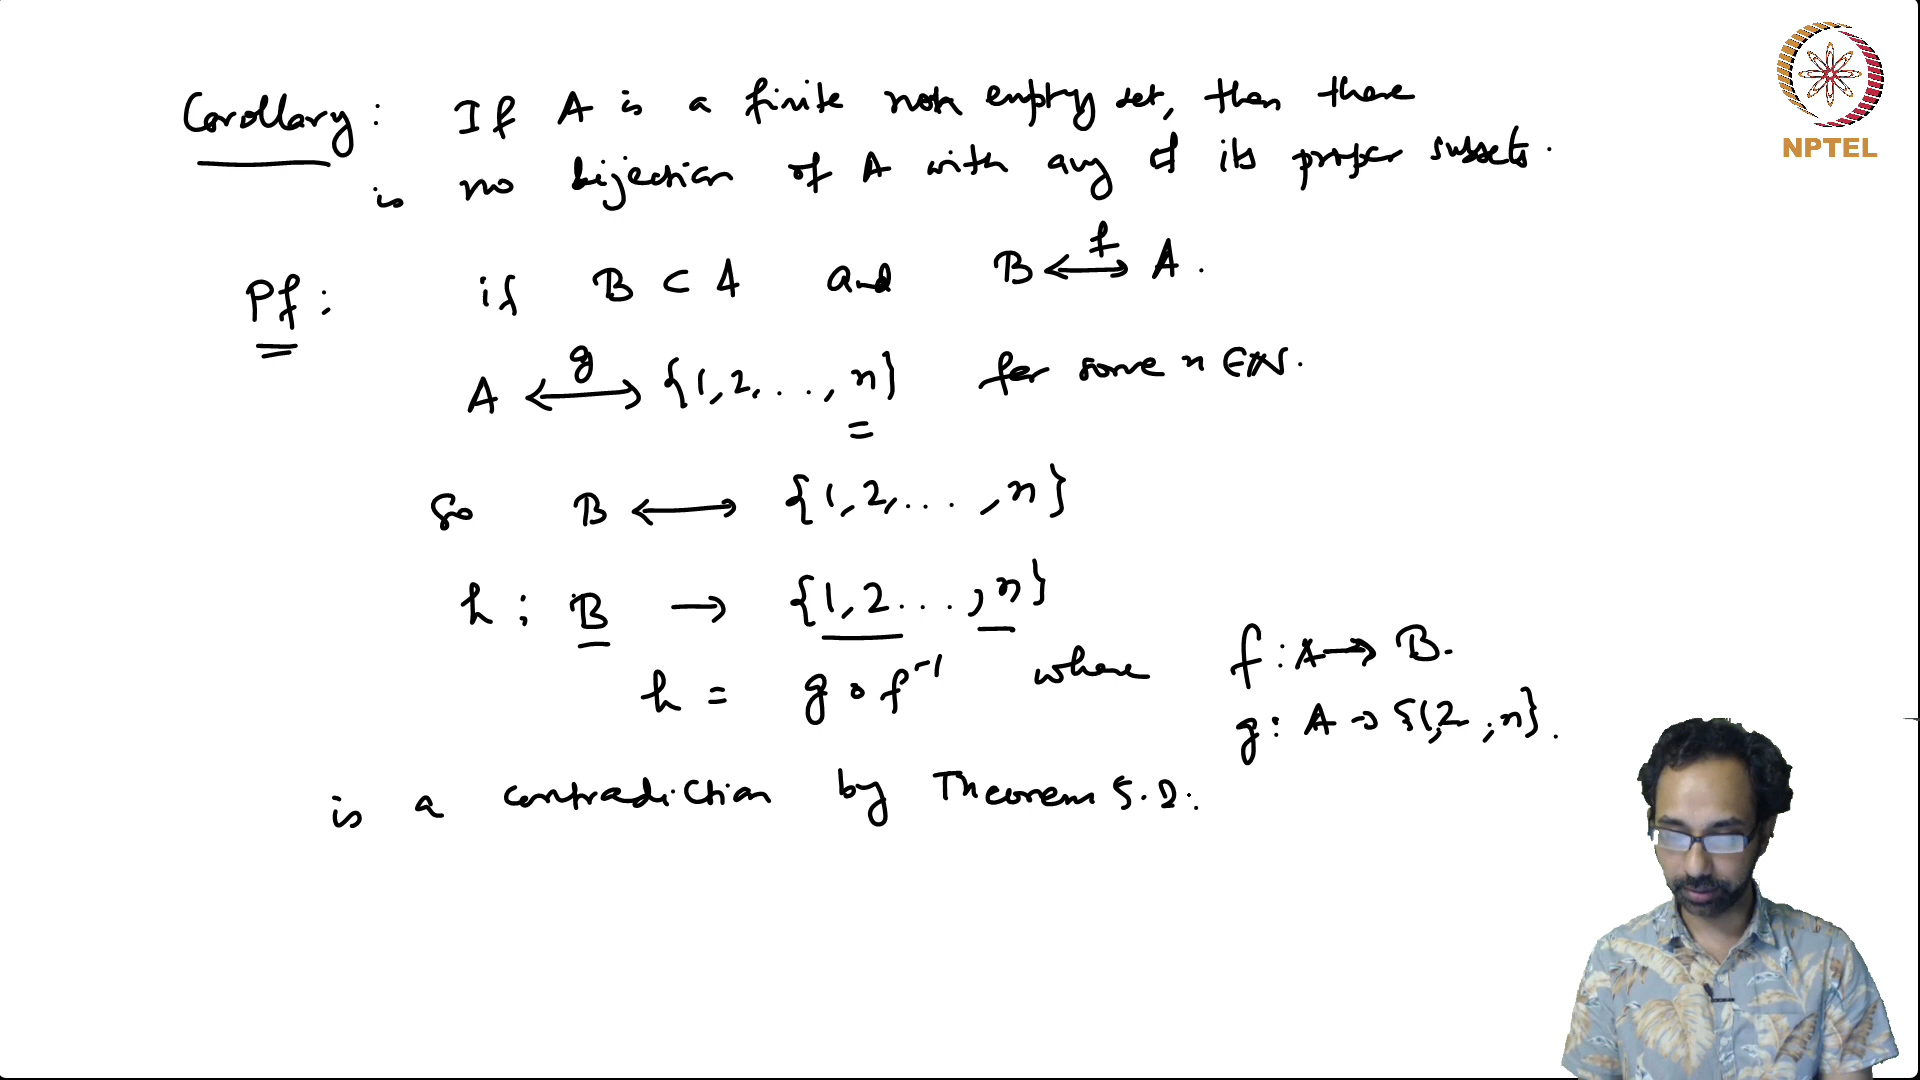 NPTEL
Corollary: If A is a finite non empty set, then there
is no bijection of A with any of its proper subsets.
Pf: if B ⊂ A and B ⟷ᶠ A.
A ⟷ᵍ {1, 2, ..., n} for some n ∈ ℕ.
So B ⟷ {1, 2, ..., n}
h : B → {1, 2 ..., n}
h = g ∘ f⁻¹ where f : A → B.
g : A → {1, 2, , n}.
is a contradiction by Theorem 5.2.